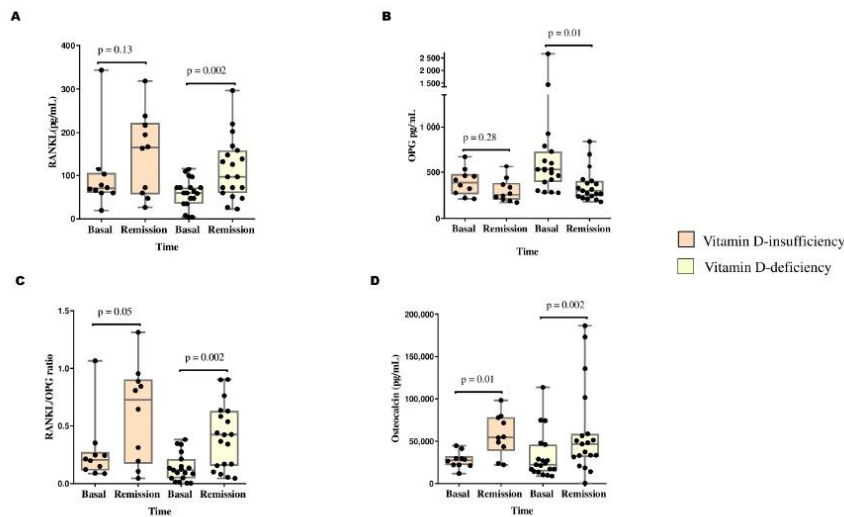 A
400
300
200
100
0
RANKL(pg/mL)
p = 0.13
p = 0.002
Basal Remission Basal Remission
Time
B
2 500
2 000
1 500
1 000
500
0
OPG pg/mL
p = 0.28
p = 0.01
Basal Remission Basal Remission
Time
Vitamin D-insufficiency
Vitamin D-deficiency
C
1.5
1.0
0.5
0.0
RANKL/OPG ratio
p = 0.05
p = 0.002
Basal Remission Basal Remission
Time
D
200,000
150,000
100,000
50,000
0
Osteocalcin (pg/mL)
p = 0.01
p = 0.002
Basal Remission Basal Remission
Time